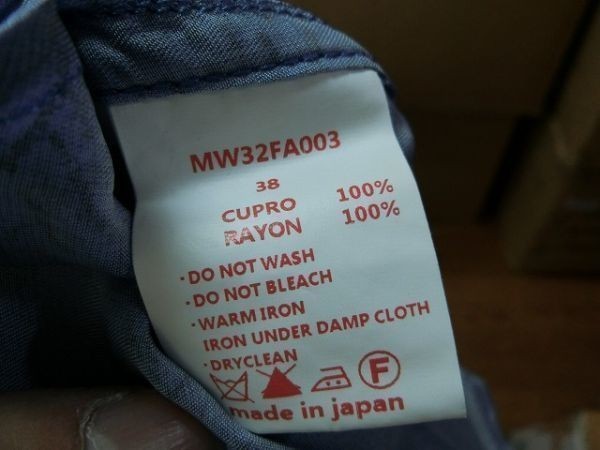 MW32FA003
38
CUPRO 100%
RAYON 100%
·DO NOT WASH
·DO NOT BLEACH
·WARM IRON
IRON UNDER DAMP CLOTH
·DRYCLEAN
F
made in japan